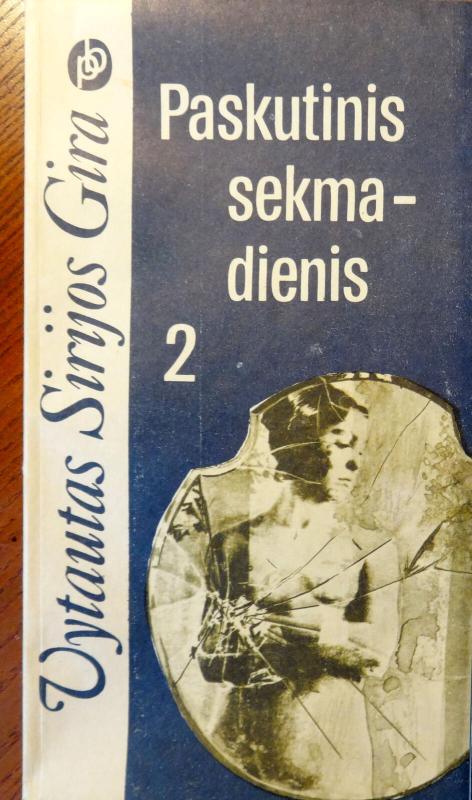 Vytautas Sirijos Gira
Paskutinis
sekma-
dienis
2